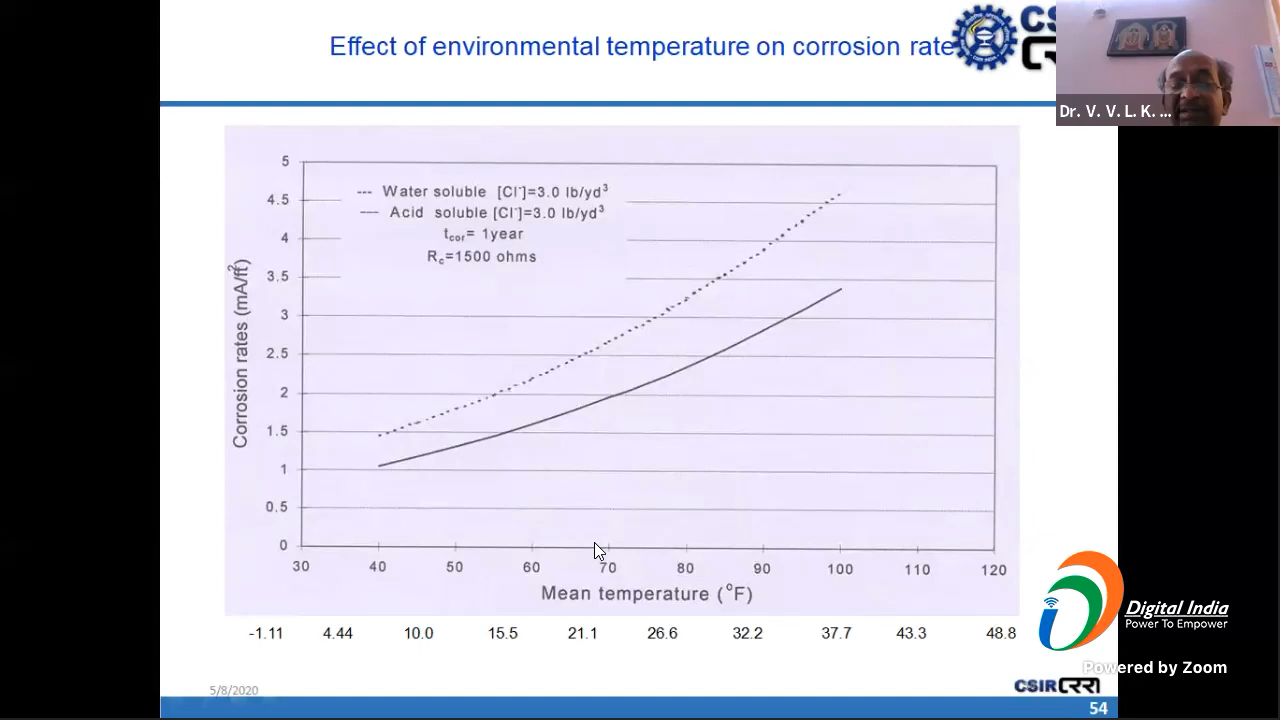 Effect of environmental temperature on corrosion rate
Dr. V. V. L. K. ...
5
4.5
4
3.5
3
2.5
2
1.5
1
0.5
0
Corrosion rates (mA/ft²)
--- Water soluble [Cl⁻]=3.0 lb/yd³
— Acid soluble [Cl⁻]=3.0 lb/yd³
tcor= 1year
Rc=1500 ohms
30 40 50 60 70 80 90 100 110 120
Mean temperature (°F)
-1.11 4.44 10.0 15.5 21.1 26.6 32.2 37.7 43.3 48.8
Digital India
Power To Empower
Powered by Zoom
5/8/2020
CSIR CRRI
54